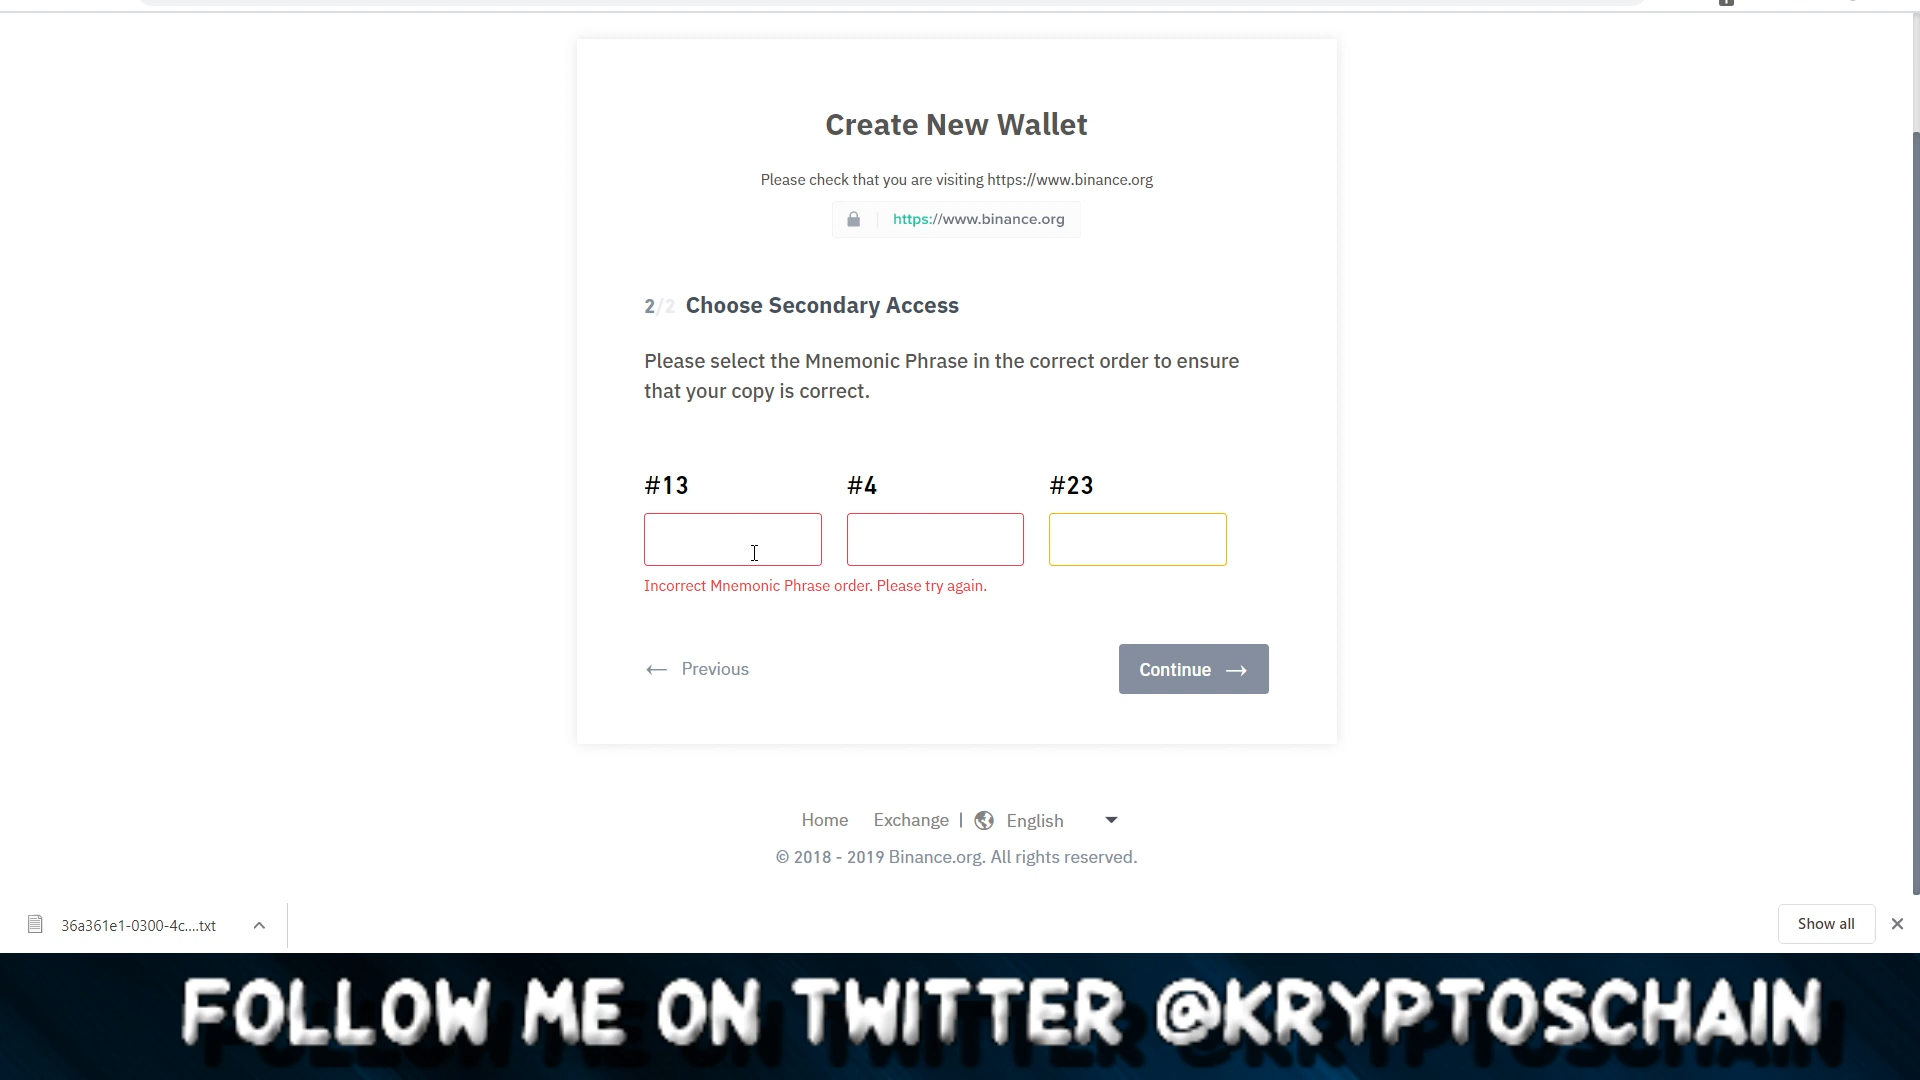 Create New Wallet
Please check that you are visiting https://www.binance.org
https://www.binance.org
2/2 Choose Secondary Access
Please select the Mnemonic Phrase in the correct order to ensure
that your copy is correct.
#13 #4 #23
Incorrect Mnemonic Phrase order. Please try again.
← Previous Continue →
Home Exchange | English
© 2018 - 2019 Binance.org. All rights reserved.
36a361e1-0300-4c....txt Show all
FOLLOW ME ON TWITTER @KRYPTOSCHAIN